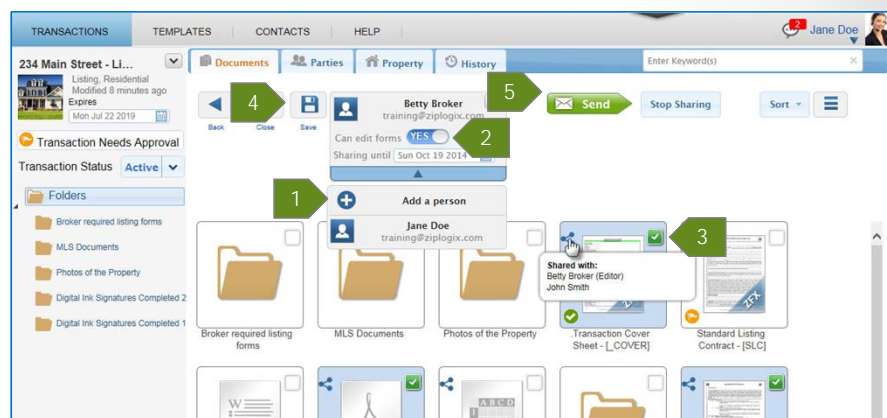 TRANSACTIONS TEMPLATES CONTACTS HELP 2 Jane Doe
234 Main Street - Li... Documents Parties Property History Enter Keyword(s)
Listing, Residential
Modified 8 minutes ago
Expires
Mon Jul 22 2019
Transaction Needs Approval
Transaction Status Active
Folders
Broker required listing forms
MLS Documents
Photos of the Property
Digital Ink Signatures Completed 2
Digital Ink Signatures Completed 1
4 5
Back Close Save
Betty Broker
training@ziplogix.com
Can edit forms YES 2
Sharing until Sun Oct 19 2014
1 Add a person
Jane Doe
training@ziplogix.com
Send Stop Sharing Sort
3
Shared with:
Betty Broker (Editor)
John Smith
ZFX
ZFX
Broker required listing
forms
MLS Documents
Photos of the Property
Transaction Cover
Sheet - [_COVER]
Standard Listing
Contract - [SLC]
W
A B C D
1